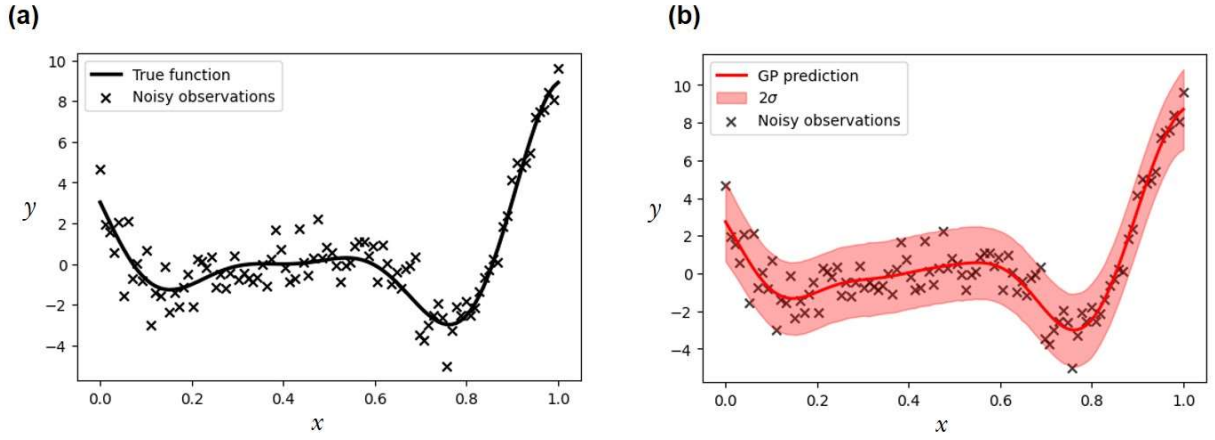 (a)
True function
Noisy observations
10
8
6
4
2
0
−2
−4
y
0.0 0.2 0.4 0.6 0.8 1.0
x
(b)
GP prediction
2σ
Noisy observations
10
8
6
4
2
0
−2
−4
y
0.0 0.2 0.4 0.6 0.8 1.0
x